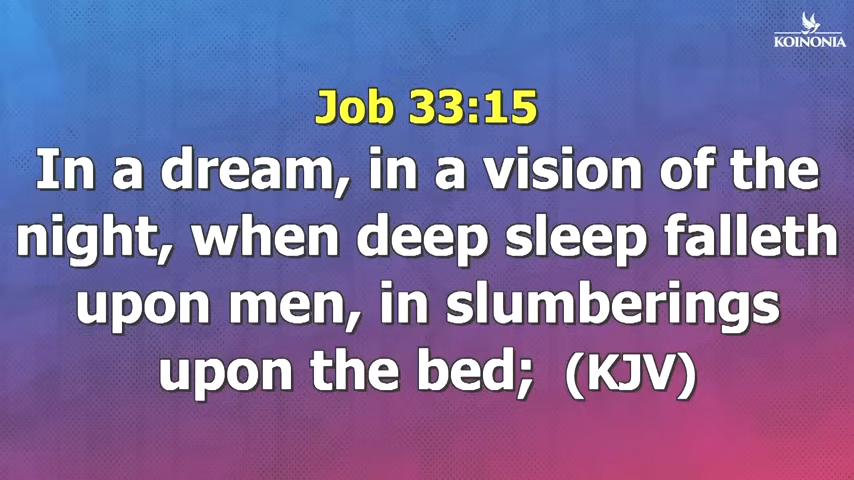 KOINONIA
Job 33:15
In a dream, in a vision of the
night, when deep sleep falleth
upon men, in slumberings
upon the bed; (KJV)